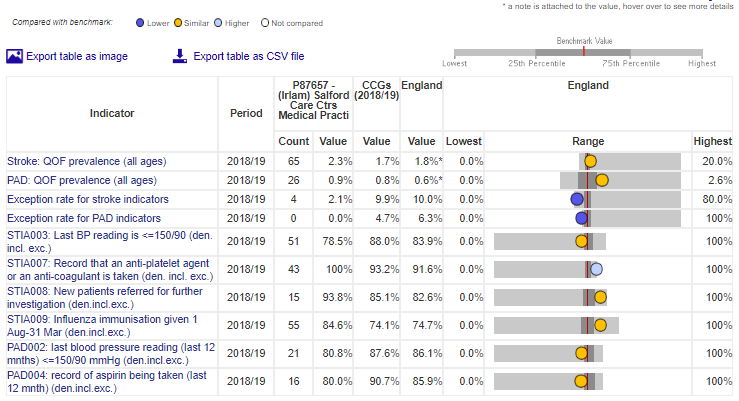 * a note is attached to the value, hover over to see more details
Compared with benchmark: Lower Similar Higher Not compared
Benchmark Value
Export table as image Export table as CSV file
Lowest 25th Percentile 75th Percentile Highest
Indicator Period P87657 - (Irlam) Salford Care Ctrs Medical Practi CCGs (2018/19) England England
Count Value Value Value Lowest Range Highest
Stroke: QOF prevalence (all ages) 2018/19 65 2.3% 1.7% 1.8%* 0.0% 20.0%
PAD: QOF prevalence (all ages) 2018/19 26 0.9% 0.8% 0.6%* 0.0% 2.6%
Exception rate for stroke indicators 2018/19 4 2.1% 9.9% 10.0% 0.0% 80.0%
Exception rate for PAD indicators 2018/19 0 0.0% 4.7% 6.3% 0.0% 100%
STIA003: Last BP reading is <=150/90 (den.
incl. exc.) 2018/19 51 78.5% 88.0% 83.9% 0.0% 100%
STIA007: Record that an anti-platelet agent
or an anti-coagulant is taken (den. incl. exc.) 2018/19 43 100% 93.2% 91.6% 0.0% 100%
STIA008: New patients referred for further
investigation (den.incl.exc.) 2018/19 15 93.8% 85.1% 82.6% 0.0% 100%
STIA009: Influenza immunisation given 1
Aug-31 Mar (den.incl.exc.) 2018/19 55 84.6% 74.1% 74.7% 0.0% 100%
PAD002: last blood pressure reading (last 12
mnths) <=150/90 mmHg (den.incl.exc.) 2018/19 21 80.8% 87.6% 86.1% 0.0% 100%
PAD004: record of aspirin being taken (last
12 mnth) (den.incl.exc.) 2018/19 16 80.0% 90.7% 85.9% 0.0% 100%